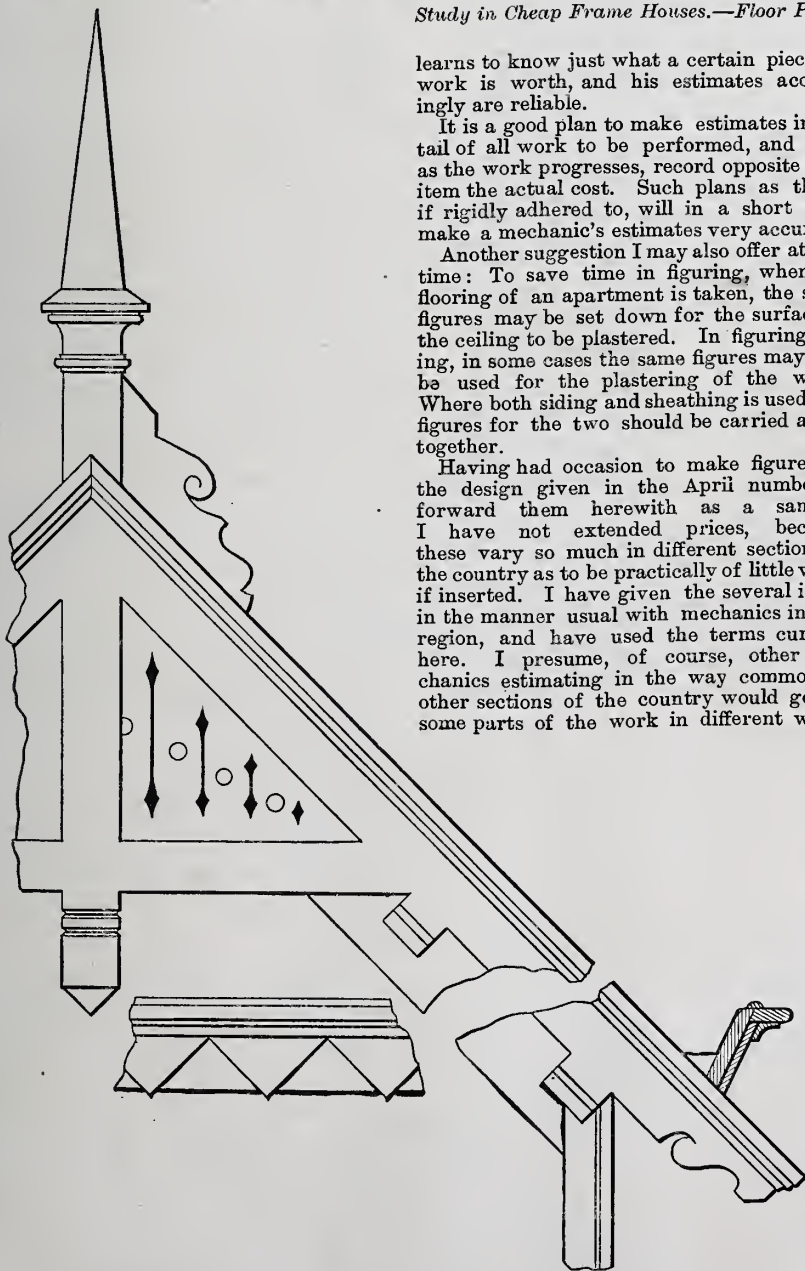 Study in Cheap Frame Houses.—Floor P
learns to know just what a certain piec
work is worth, and his estimates acc
ingly are reliable.
It is a good plan to make estimates in
tail of all work to be performed, and
as the work progresses, record opposite
item the actual cost. Such plans as th
if rigidly adhered to, will in a short
make a mechanic's estimates very accu
Another suggestion I may also offer at
time: To save time in figuring, when
flooring of an apartment is taken, the s
figures may be set down for the surfac
the ceiling to be plastered. In figuring
ing, in some cases the same figures may
be used for the plastering of the w
Where both siding and sheathing is used
figures for the two should be carried a
together.
Having had occasion to make figure
the design given in the April numbe
forward them herewith as a sam
I have not extended prices, bec
these vary so much in different section
the country as to be practically of little v
if inserted. I have given the several i
in the manner usual with mechanics in
region, and have used the terms cur
here. I presume, of course, other
chanics estimating in the way commo
other sections of the country would ge
some parts of the work in different w